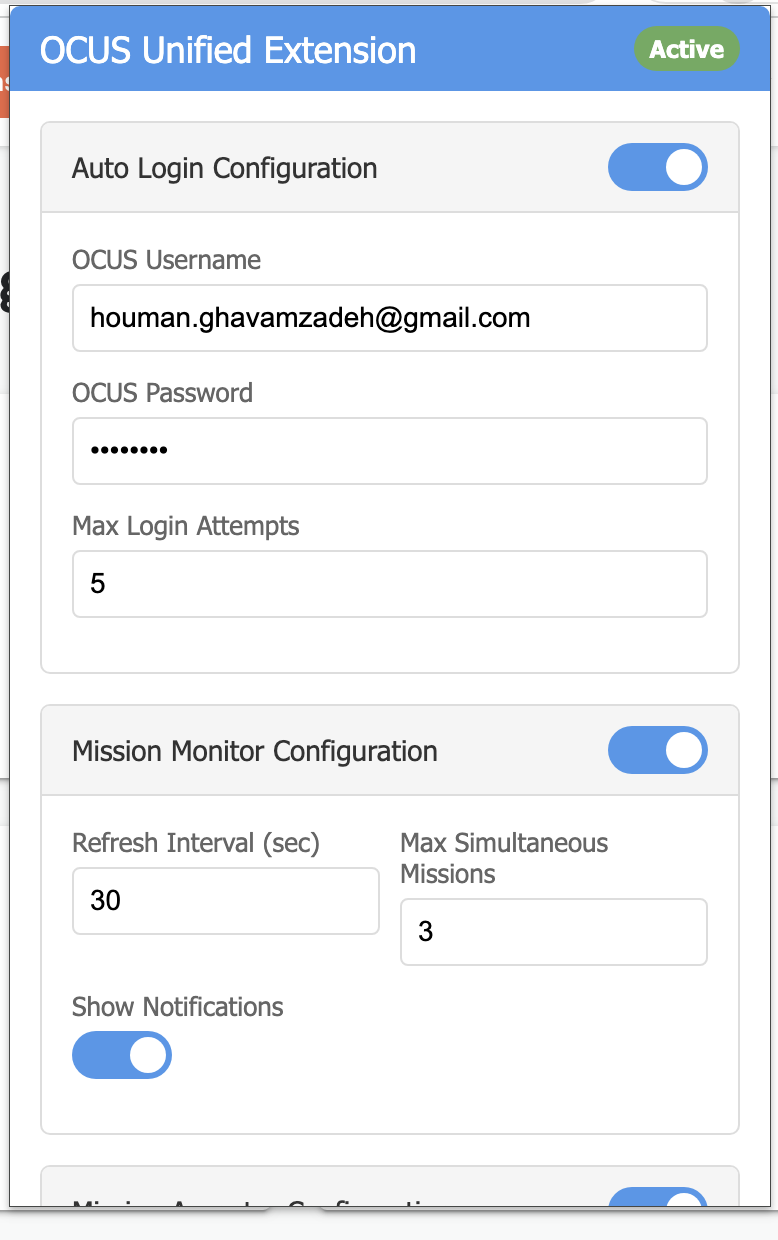 OCUS Unified Extension
Active
Auto Login Configuration
OCUS Username
houman.ghavamzadeh@gmail.com
OCUS Password
••••••••
Max Login Attempts
5
Mission Monitor Configuration
Refresh Interval (sec)
Max Simultaneous
Missions
30
3
Show Notifications